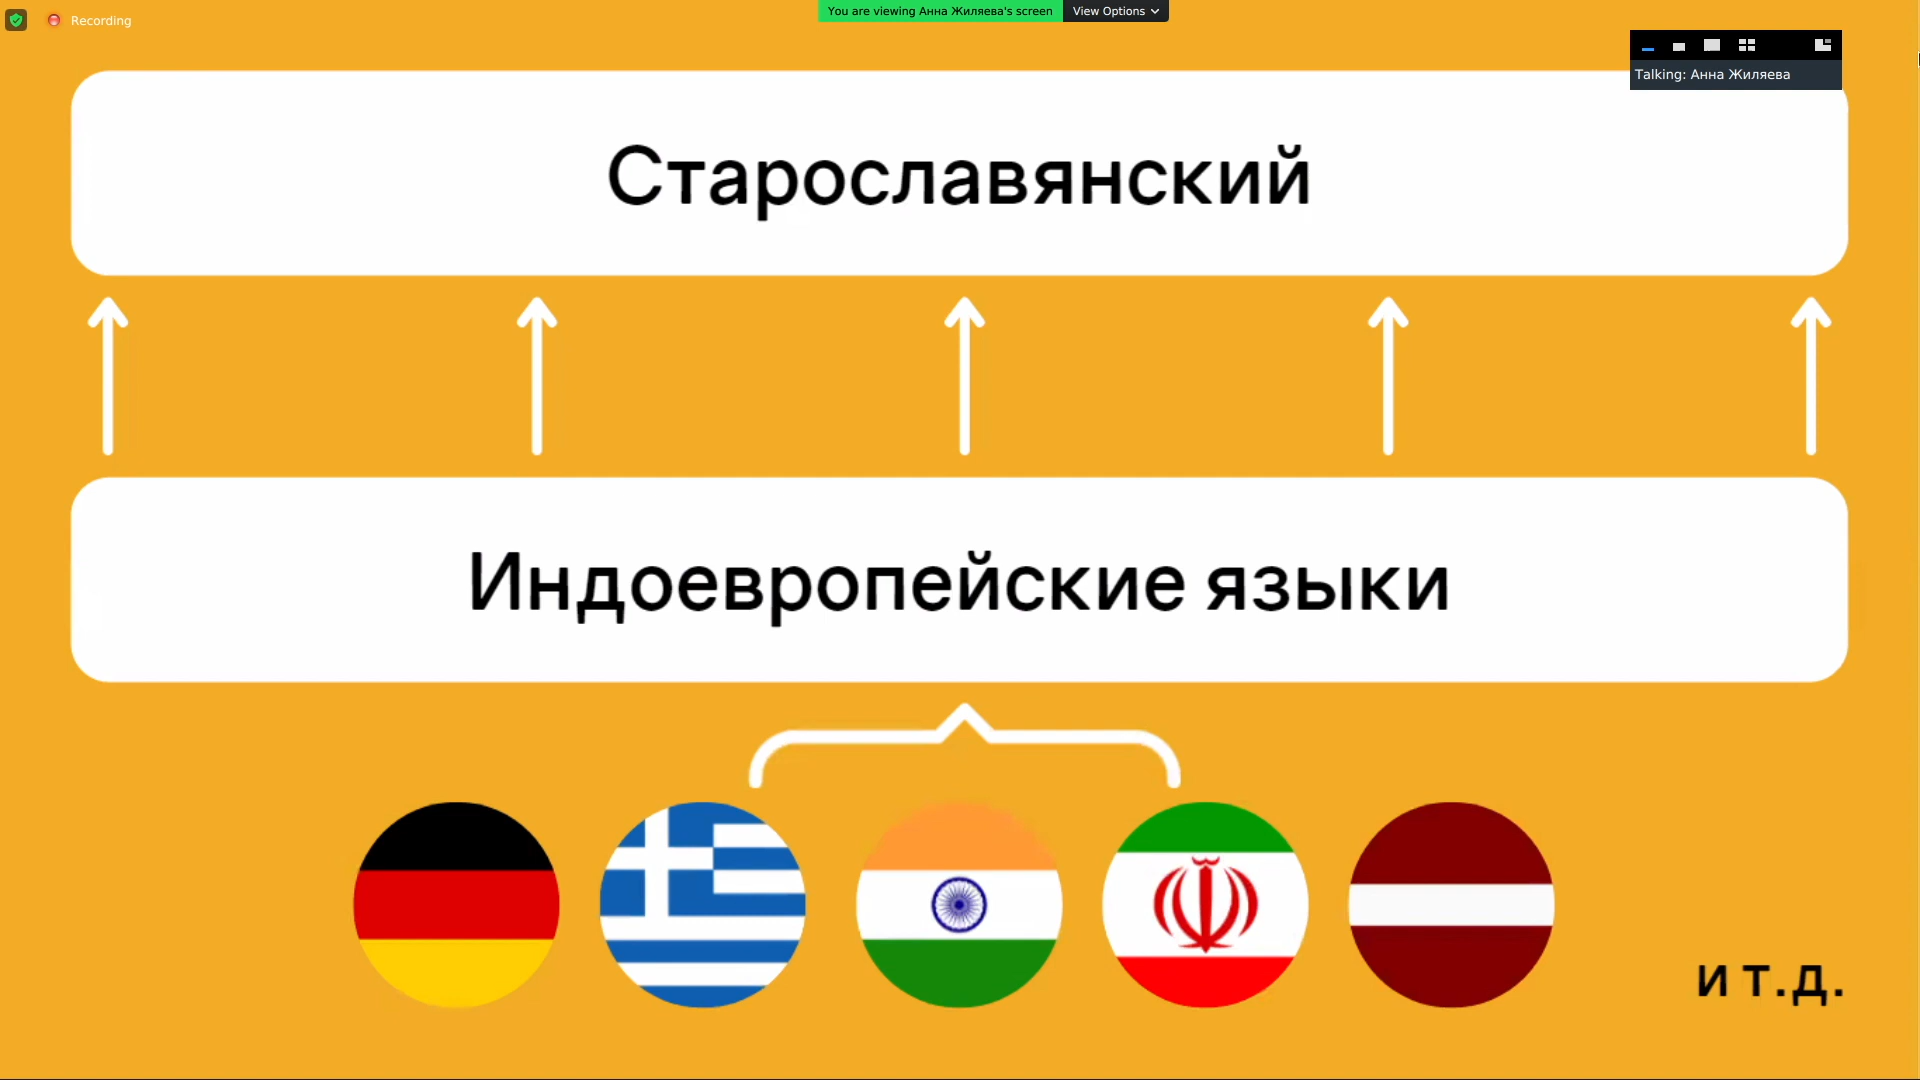 Recording
You are viewing Анна Жиляева's screen
View Options
Talking: Анна Жиляева
Старославянский
Индоевропейские языки
и т.д.